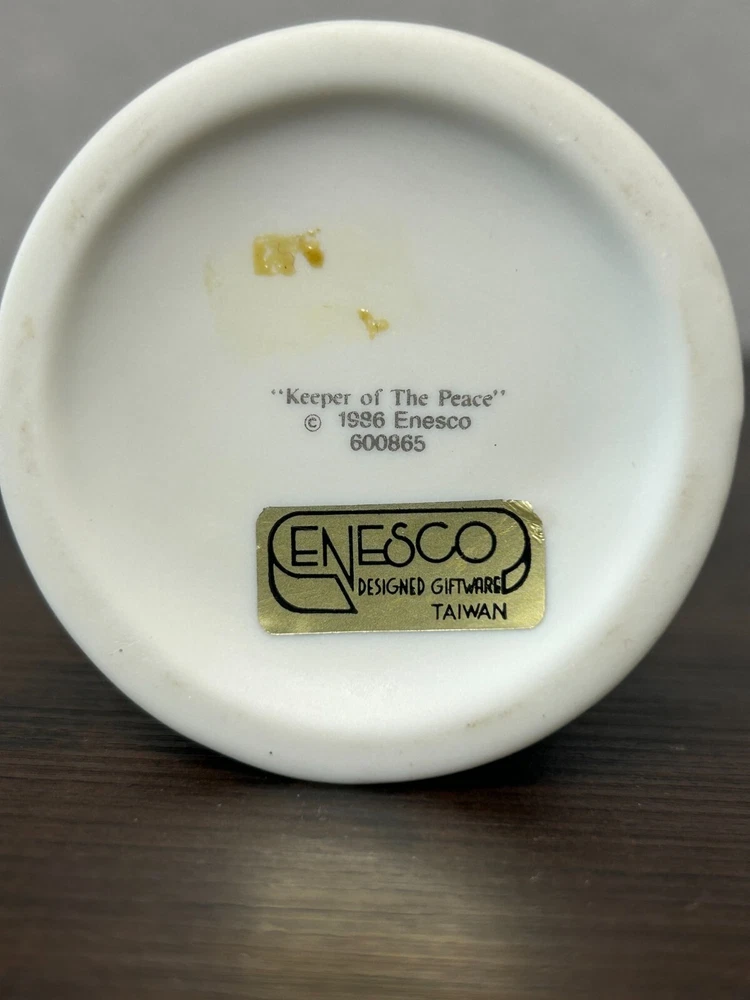 “Keeper of The Peace”
© 1986 Enesco
600865
ENESCO
DESIGNED GIFTWARE
TAIWAN